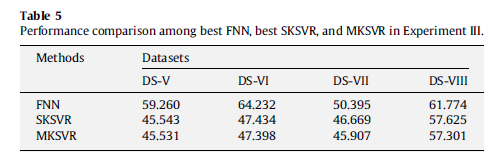 Table 5
Performance comparison among best FNN, best SKSVR, and MKSVR in Experiment III.
Methods Datasets
DS-V DS-VI DS-VII DS-VIII
FNN 59.260 64.232 50.395 61.774
SKSVR 45.543 47.434 46.669 57.625
MKSVR 45.531 47.398 45.907 57.301